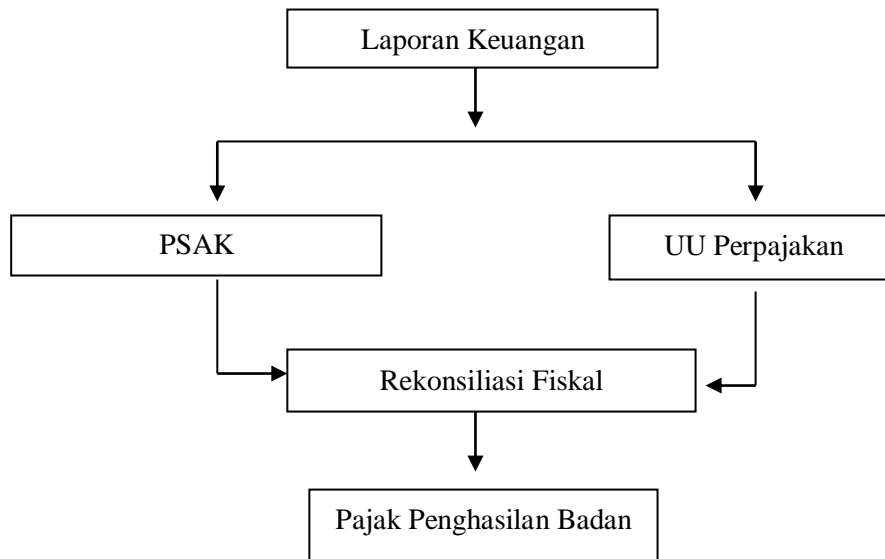 Laporan Keuangan
PSAK
UU Perpajakan
Rekonsiliasi Fiskal
Pajak Penghasilan Badan